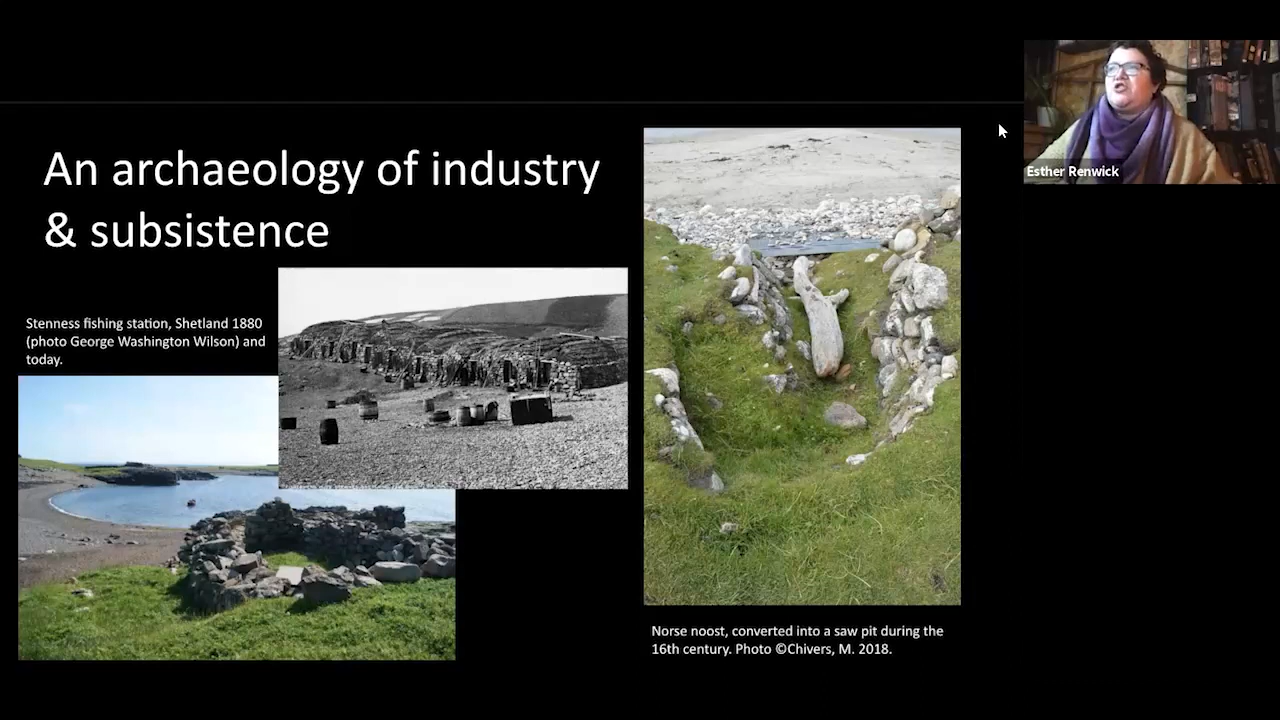 An archaeology of industry
& subsistence
Stenness fishing station, Shetland 1880
(photo George Washington Wilson) and
today.
Norse noost, converted into a saw pit during the
16th century. Photo ©Chivers, M. 2018.
Esther Renwick